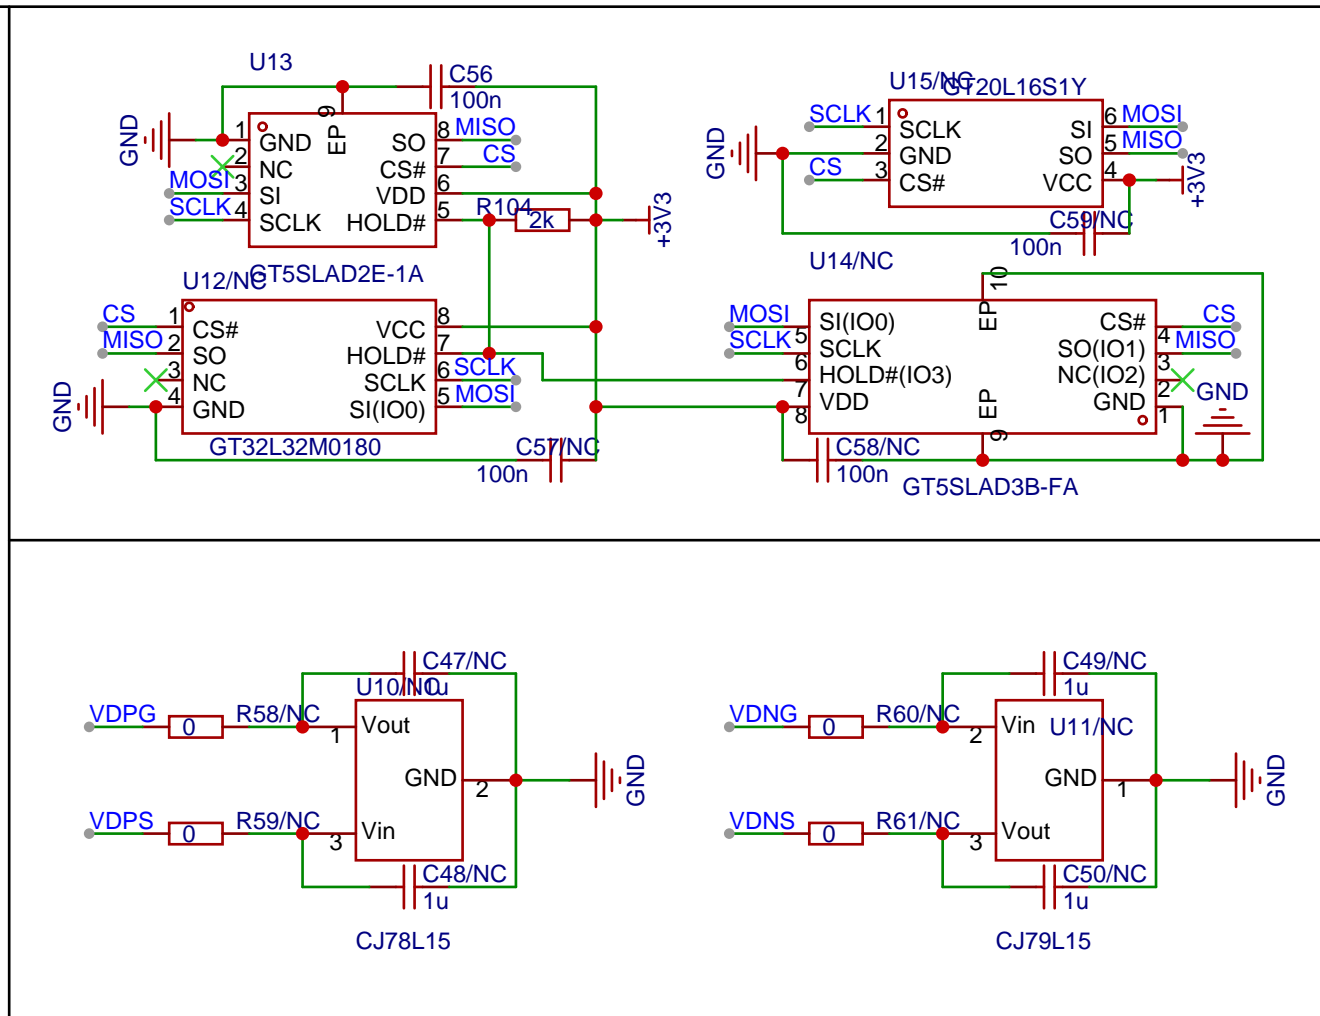 U13
C56
100n
GND
EP 9
1 GND
2 NC
MOSI 3 SI
SCLK 4 SCLK
SO 8 MISO
CS# 7 CS
VDD 6
HOLD# 5
R104
2k
+3V3
GT5SLAD2E-1A
U12/NC
CS 1 CS#
MISO 2 SO
3 NC
GND 4 GND
VCC 8
HOLD# 7
SCLK 6 SCLK
SI(IO0) 5 MOSI
GT32L32M0180
C57/NC
100n
U15/NC
GT20L16S1Y
SCLK 1 SCLK
GND 2 GND
CS 3 CS#
SI 6 MOSI
SO 5 MISO
VCC 4
+3V3
C59/NC
100n
U14/NC
EP 10
MOSI 5 SI(IO0)
SCLK 6 SCLK
7 HOLD#(IO3)
8 VDD
CS# 4 CS
SO(IO1) 3 MISO
NC(IO2) 2
GND 1
GND
EP 9
C58/NC
100n
GT5SLAD3B-FA
C47/NC
1u
U10/NC
VDPG 0 R58/NC 1 Vout
GND 2 GND
VDPS 0 R59/NC 3 Vin
C48/NC
1u
CJ78L15
C49/NC
1u
VDNG 0 R60/NC 2 Vin
U11/NC
GND 1 GND
VDNS 0 R61/NC 3 Vout
C50/NC
1u
CJ79L15